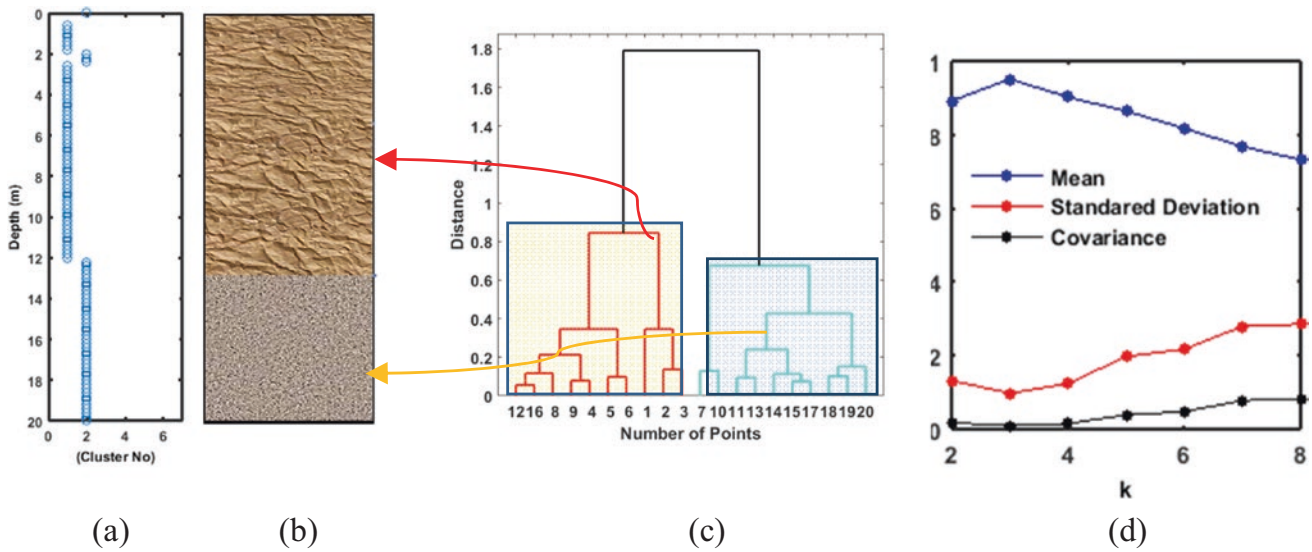 0
2
4
6
8
10
12
14
16
18
20
Depth (m)
0 2 4 6
(Cluster No)
1.8
1.6
1.4
1.2
1
0.8
0.6
0.4
0.2
0
Distance
12 16 8 9 4 5 6 1 2 3 7 10 11 13 14 15 17 18 19 20
Number of Points
1
8
6
4
2
0
Mean
Standared Deviation
Covariance
2 4 6 8
k
(a) (b) (c) (d)